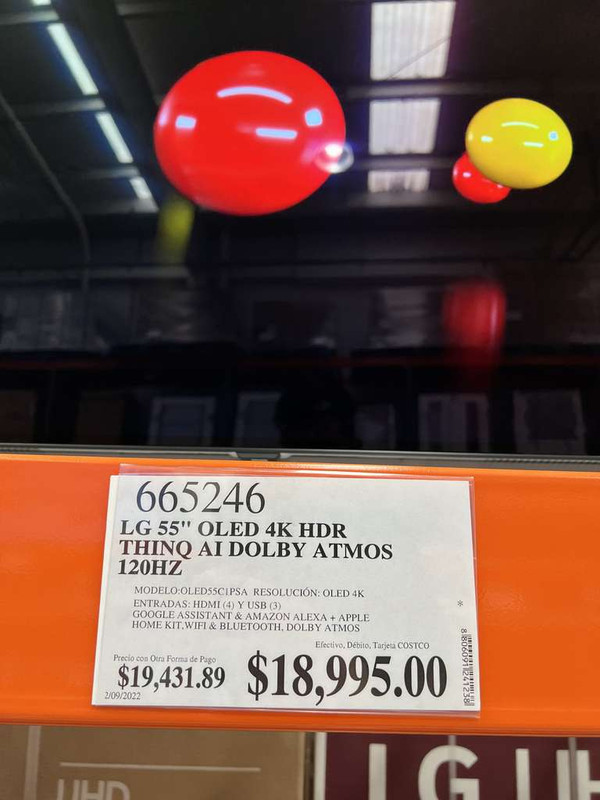 665246
LG 55" OLED 4K HDR
THINQ AI DOLBY ATMOS
120HZ
MODELO:OLED55C1PSA RESOLUCIÓN: OLED 4K
ENTRADAS: HDMI (4) Y USB (3)
GOOGLE ASSISTANT & AMAZON ALEXA + APPLE
HOME KIT,WIFI & BLUETOOTH, DOLBY ATMOS
*
Efectivo, Débito, Tarjeta COSTCO
Precio con Otra Forma de Pago
$19,431.89 $18,995.00
2/09/2022
UHD